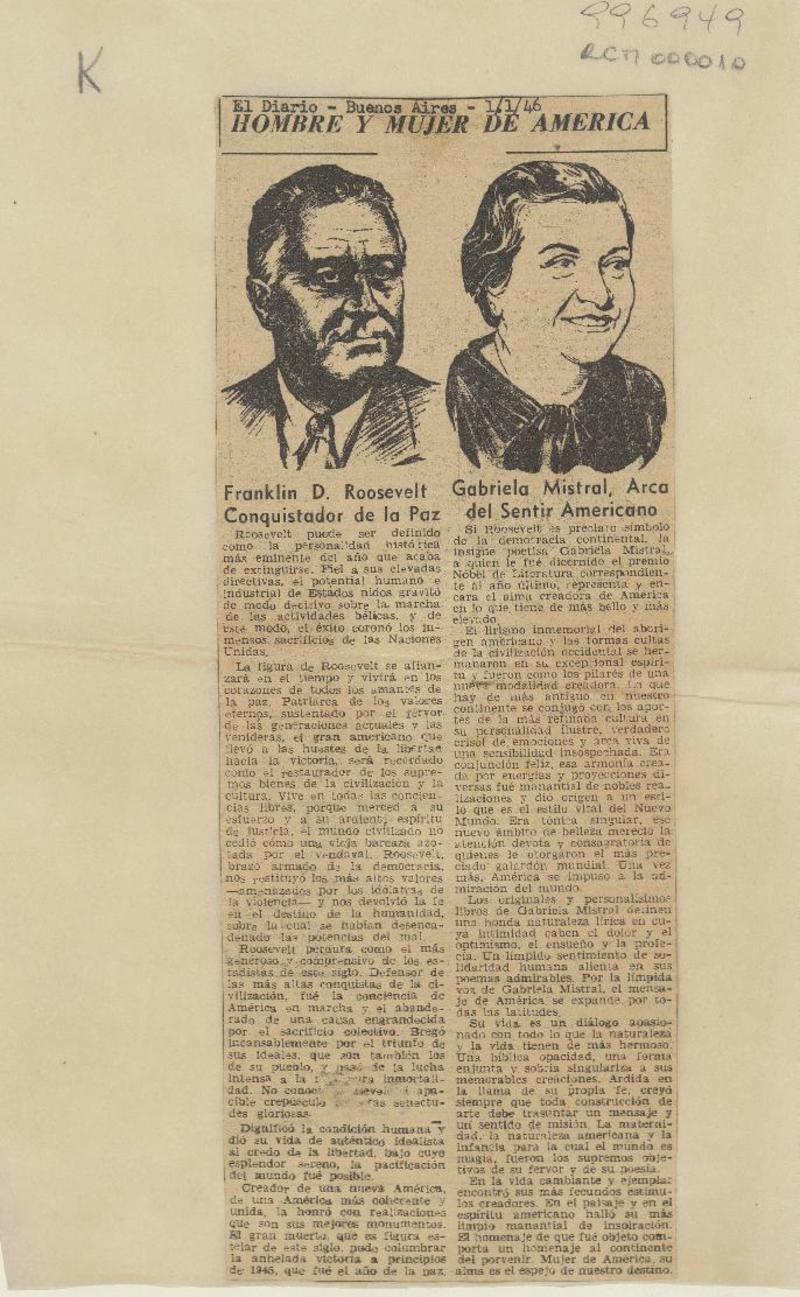 996949
RCM 000010
K
El Diario - Buenos Aires - 1/1/46
HOMBRE Y MUJER DE AMERICA
Franklin D. Roosevelt
Conquistador de la Paz
Roosevelt puede ser definido
como la personalidad histórica
más eminente del año que acaba
de extinguirse. Fiel a sus elevadas
directivas, el potential humano e
industrial de Estados nidos gravitó
de modo decisivo sobre la marcha
de las actividades bélicas, y de
este modo, el éxito coronó los in-
mensos sacrificios de las Naciones
Unidas.
La figura de Roosevelt se afian-
zará en el tiempo y vivirá en los
corazones de todos los amantes de
la paz. Patriarca de los valores
eternos, sustentado por el fervor
de las generaciones actuales y las
venideras, el gran americano que
llevó a las huestes de la libertad
hacia la victoria, será recordado
como el restaurador de los supre-
mos bienes de la civilización y la
cultura. Vive en todas las concien-
cias libres, porque merced a su
esfuerzo y a su ardiente espíritu
de justicia, el mundo civilizado no
cedió cómo una vieja barcaza azo-
tada por el vendaval. Roosevelt,
brazo armado de la democracia,
nos restituyó los más altos valores
—amenazados por los idólatras de
la violencia— y nos devolvió la fe
en el destino de la humanidad,
sobre la cual se habían desenca-
denado las potencias del mal.
Roosevelt perdura como el más
generoso y comprensivo de los es-
tadistas de este siglo. Defensor de
las más altas conquistas de la ci-
vilización, fué la conciencia de
América en marcha y el abande-
rado de una causa engrandecida
por el sacrificio colectivo. Bregó
incansablemente por el triunfo de
sus ideales, que son también los
de su pueblo, y pasó de la lucha
intensa a la inmortali-
dad. No apa-
cible crepúsculo senectu-
des gloriosas.
Dignificó la condición humana y
dió su vida de auténtico idealista
al credo de la libertad, bajo cuyo
esplendor sereno, la pacificación
del mundo fué posible.
Creador de una nueva América,
de una América más coherente y
unida, la honró con realizaciones
que son sus mejores monumentos.
El gran muerto, que es figura es-
telar de este siglo, pudo columbrar
la anhelada victoria a principios
de 1945, que fué el año de la paz.
Gabriela Mistral, Arca
del Sentir Americano
Si Roosevelt es preclaro símbolo
de la democracia continental, la
insigne poetisa Gabriela Mistral,
a quien le fué discernido el premio
Nóbel de Literatura correspondien-
te al año último, representa y en-
cara el alma creadora de América
en lo que tiene de más bello y más
elevado.
El lirismo inmemorial del abori-
gen americano y las formas cultas
de la civilización occidental se her-
manaron en su excepcional espíri-
tu y fueron como los pilares de una
nueva modalidad creadora. Lo que
hay de más antiguo en nuestro
continente se conjugó con los apor-
tes de la más refinada cultura en
su personalidad ilustre, verdadero
crisol de emociones y arca viva de
una sensibilidad insospechada. Era
conjunción feliz, esa armonía crea-
da por energías y proyecciones di-
versas fué manantial de nobles rea-
lizaciones y dió origen a un esti-
lo que es el estilo vital del Nuevo
Mundo. Era tónica singular, ese
nuevo ámbito de belleza mereció la
atención devota y consagratoria de
quienes le otorgaron el más pre-
ciado galardón mundial. Una vez
más, América se impuso a la ad-
miración del mundo.
Los originales y personalísimos
libros de Gabriela Mistral definen
una honda naturaleza lírica en cu-
ya intimidad caben el dolor y el
optimismo, el ensueño y la profe-
cía. Un límpido sentimiento de so-
lidaridad humana alienta en sus
poemas admirables. Por la límpida
voz de Gabriela Mistral, el mensa-
je de América se expande por to-
das las latitudes.
Su vida es un diálogo apasio-
nado con todo lo que la naturaleza
y la vida tienen de más hermoso.
Una bíblica opacidad, una forma
enjunta y sobria singulariza a sus
memorables creaciones. Ardida en
la llama de su propia fe, creyó
siempre que toda construcción de
arte debe trasuntar un mensaje y
un sentido de misión. La materni-
dad, la naturaleza americana y la
infancia para la cual el mundo es
magia, fueron los supremos obje-
tivos de su fervor y de su poesía.
En la vida cambiante y ejemplar
encontró sus más fecundos estímu-
los creadores. En el paisaje y en el
espíritu americano halló su más
limpio manantial de inspiración.
El homenaje de que fué objeto com-
porta un homenaje al continente
del porvenir. Mujer de América, su
alma es el espejo de nuestro destino.